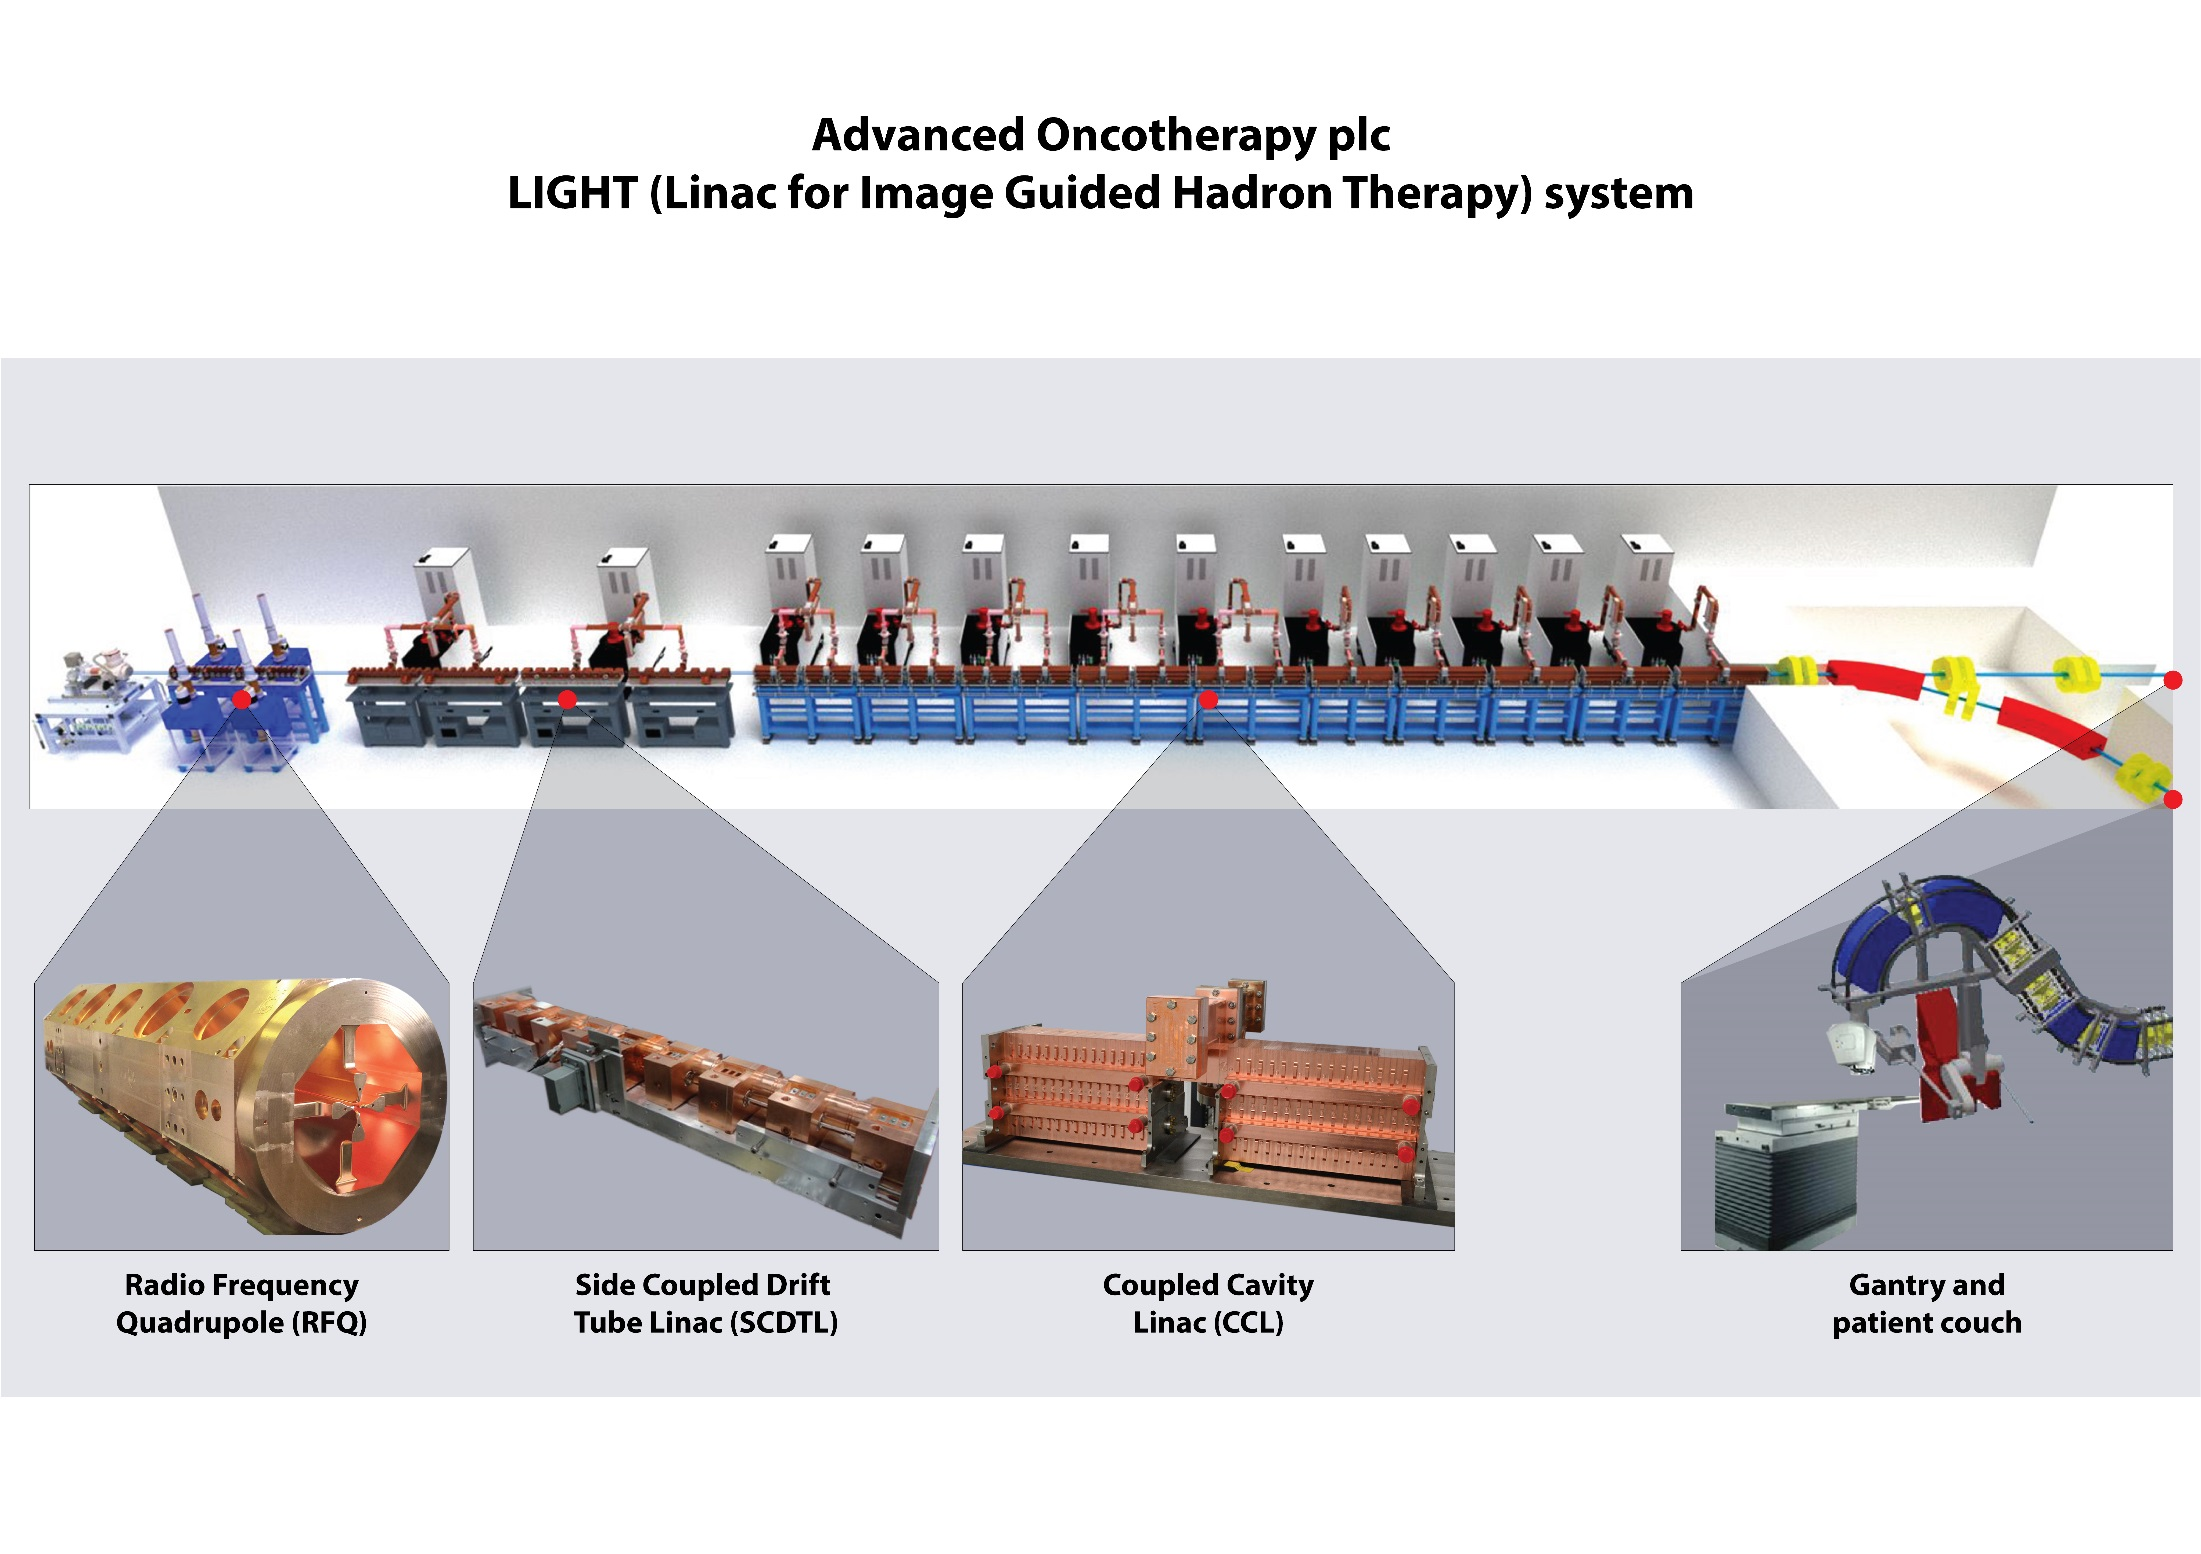 Advanced Oncotherapy plc
LIGHT (Linac for Image Guided Hadron Therapy) system
Radio Frequency
Quadrupole (RFQ)
Side Coupled Drift
Tube Linac (SCDTL)
Coupled Cavity
Linac (CCL)
Gantry and
patient couch